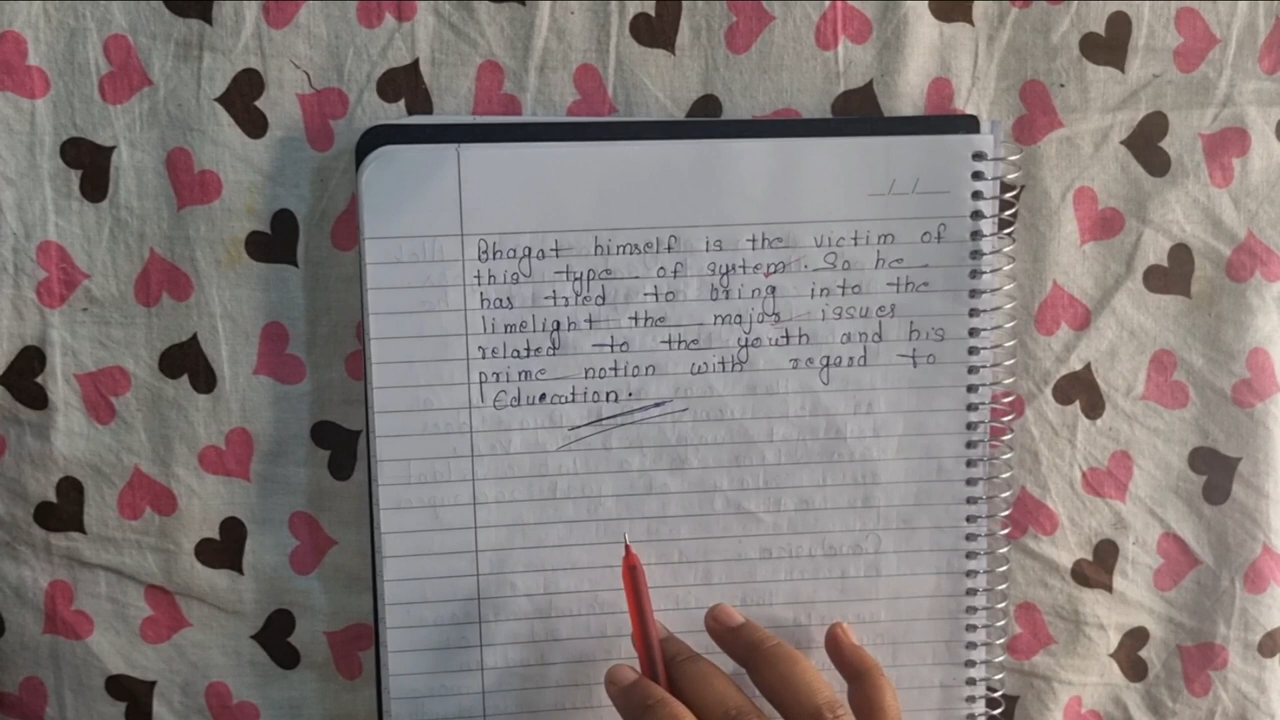 Bhagat himself is the victim of
this type of system. So he
has tried to bring into the
limelight the major issues
related to the youth and his
prime notion with regard to
Education.